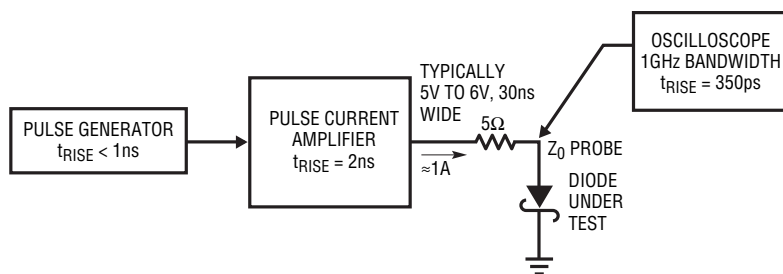 PULSE GENERATOR
tRISE < 1ns
PULSE CURRENT
AMPLIFIER
tRISE = 2ns
TYPICALLY
5V TO 6V, 30ns
WIDE
5Ω
≈1A
OSCILLOSCOPE
1GHz BANDWIDTH
tRISE = 350ps
Z0 PROBE
DIODE
UNDER
TEST